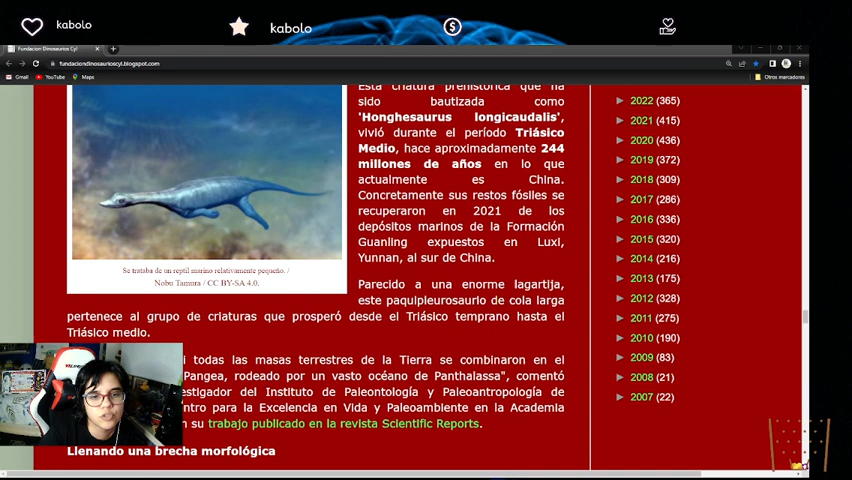 kabolo
kabolo
Fundacion Dinosaurios Cyl
fundaciondinosaurioscyl.blogspot.com
Gmail YouTube Maps Otros marcadores
Esta criatura prehistórica que ha
sido bautizada como
'Honghesaurus longicaudalis',
vivió durante el período Triásico
Medio, hace aproximadamente 244
millones de años en lo que
actualmente es China.
Concretamente sus restos fósiles se
recuperaron en 2021 de los
depósitos marinos de la Formación
Guanling expuestos en Luxi,
Yunnan, al sur de China.
Se trataba de un reptil marino relativamente pequeño. /
Nobu Tamura / CC BY-SA 4.0.
Parecido a una enorme lagartija,
este paquipleurosaurio de cola larga
pertenece al grupo de criaturas que prosperó desde el Triásico temprano hasta el
Triásico medio.
i todas las masas terrestres de la Tierra se combinaron en el
Pangea, rodeado por un vasto océano de Panthalassa", comentó
estigador del Instituto de Paleontología y Paleoantropología de
ntro para la Excelencia en Vida y Paleoambiente en la Academia
n su trabajo publicado en la revista Scientific Reports.
Llenando una brecha morfológica
► 2022 (365)
► 2021 (415)
► 2020 (436)
► 2019 (372)
► 2018 (309)
► 2017 (286)
► 2016 (336)
► 2015 (320)
► 2014 (216)
► 2013 (175)
► 2012 (328)
► 2011 (275)
► 2010 (190)
► 2009 (83)
► 2008 (21)
► 2007 (22)